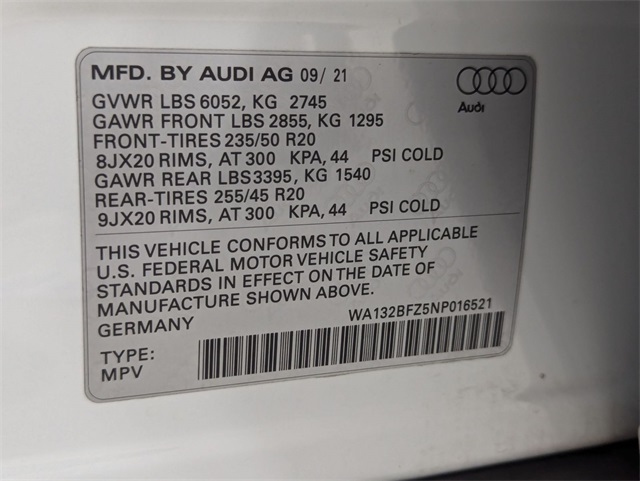 MFD. BY AUDI AG 09/ 21
Audi
GVWR LBS 6052, KG 2745
GAWR FRONT LBS 2855, KG 1295
FRONT-TIRES 235/50 R20
8JX20 RIMS, AT 300 KPA, 44 PSI COLD
GAWR REAR LBS3395, KG 1540
REAR-TIRES 255/45 R20
9JX20 RIMS, AT 300 KPA, 44 PSI COLD
THIS VEHICLE CONFORMS TO ALL APPLICABLE
U.S. FEDERAL MOTOR VEHICLE SAFETY
STANDARDS IN EFFECT ON THE DATE OF
MANUFACTURE SHOWN ABOVE.
GERMANY
WA132BFZ5NP016521
TYPE:
MPV